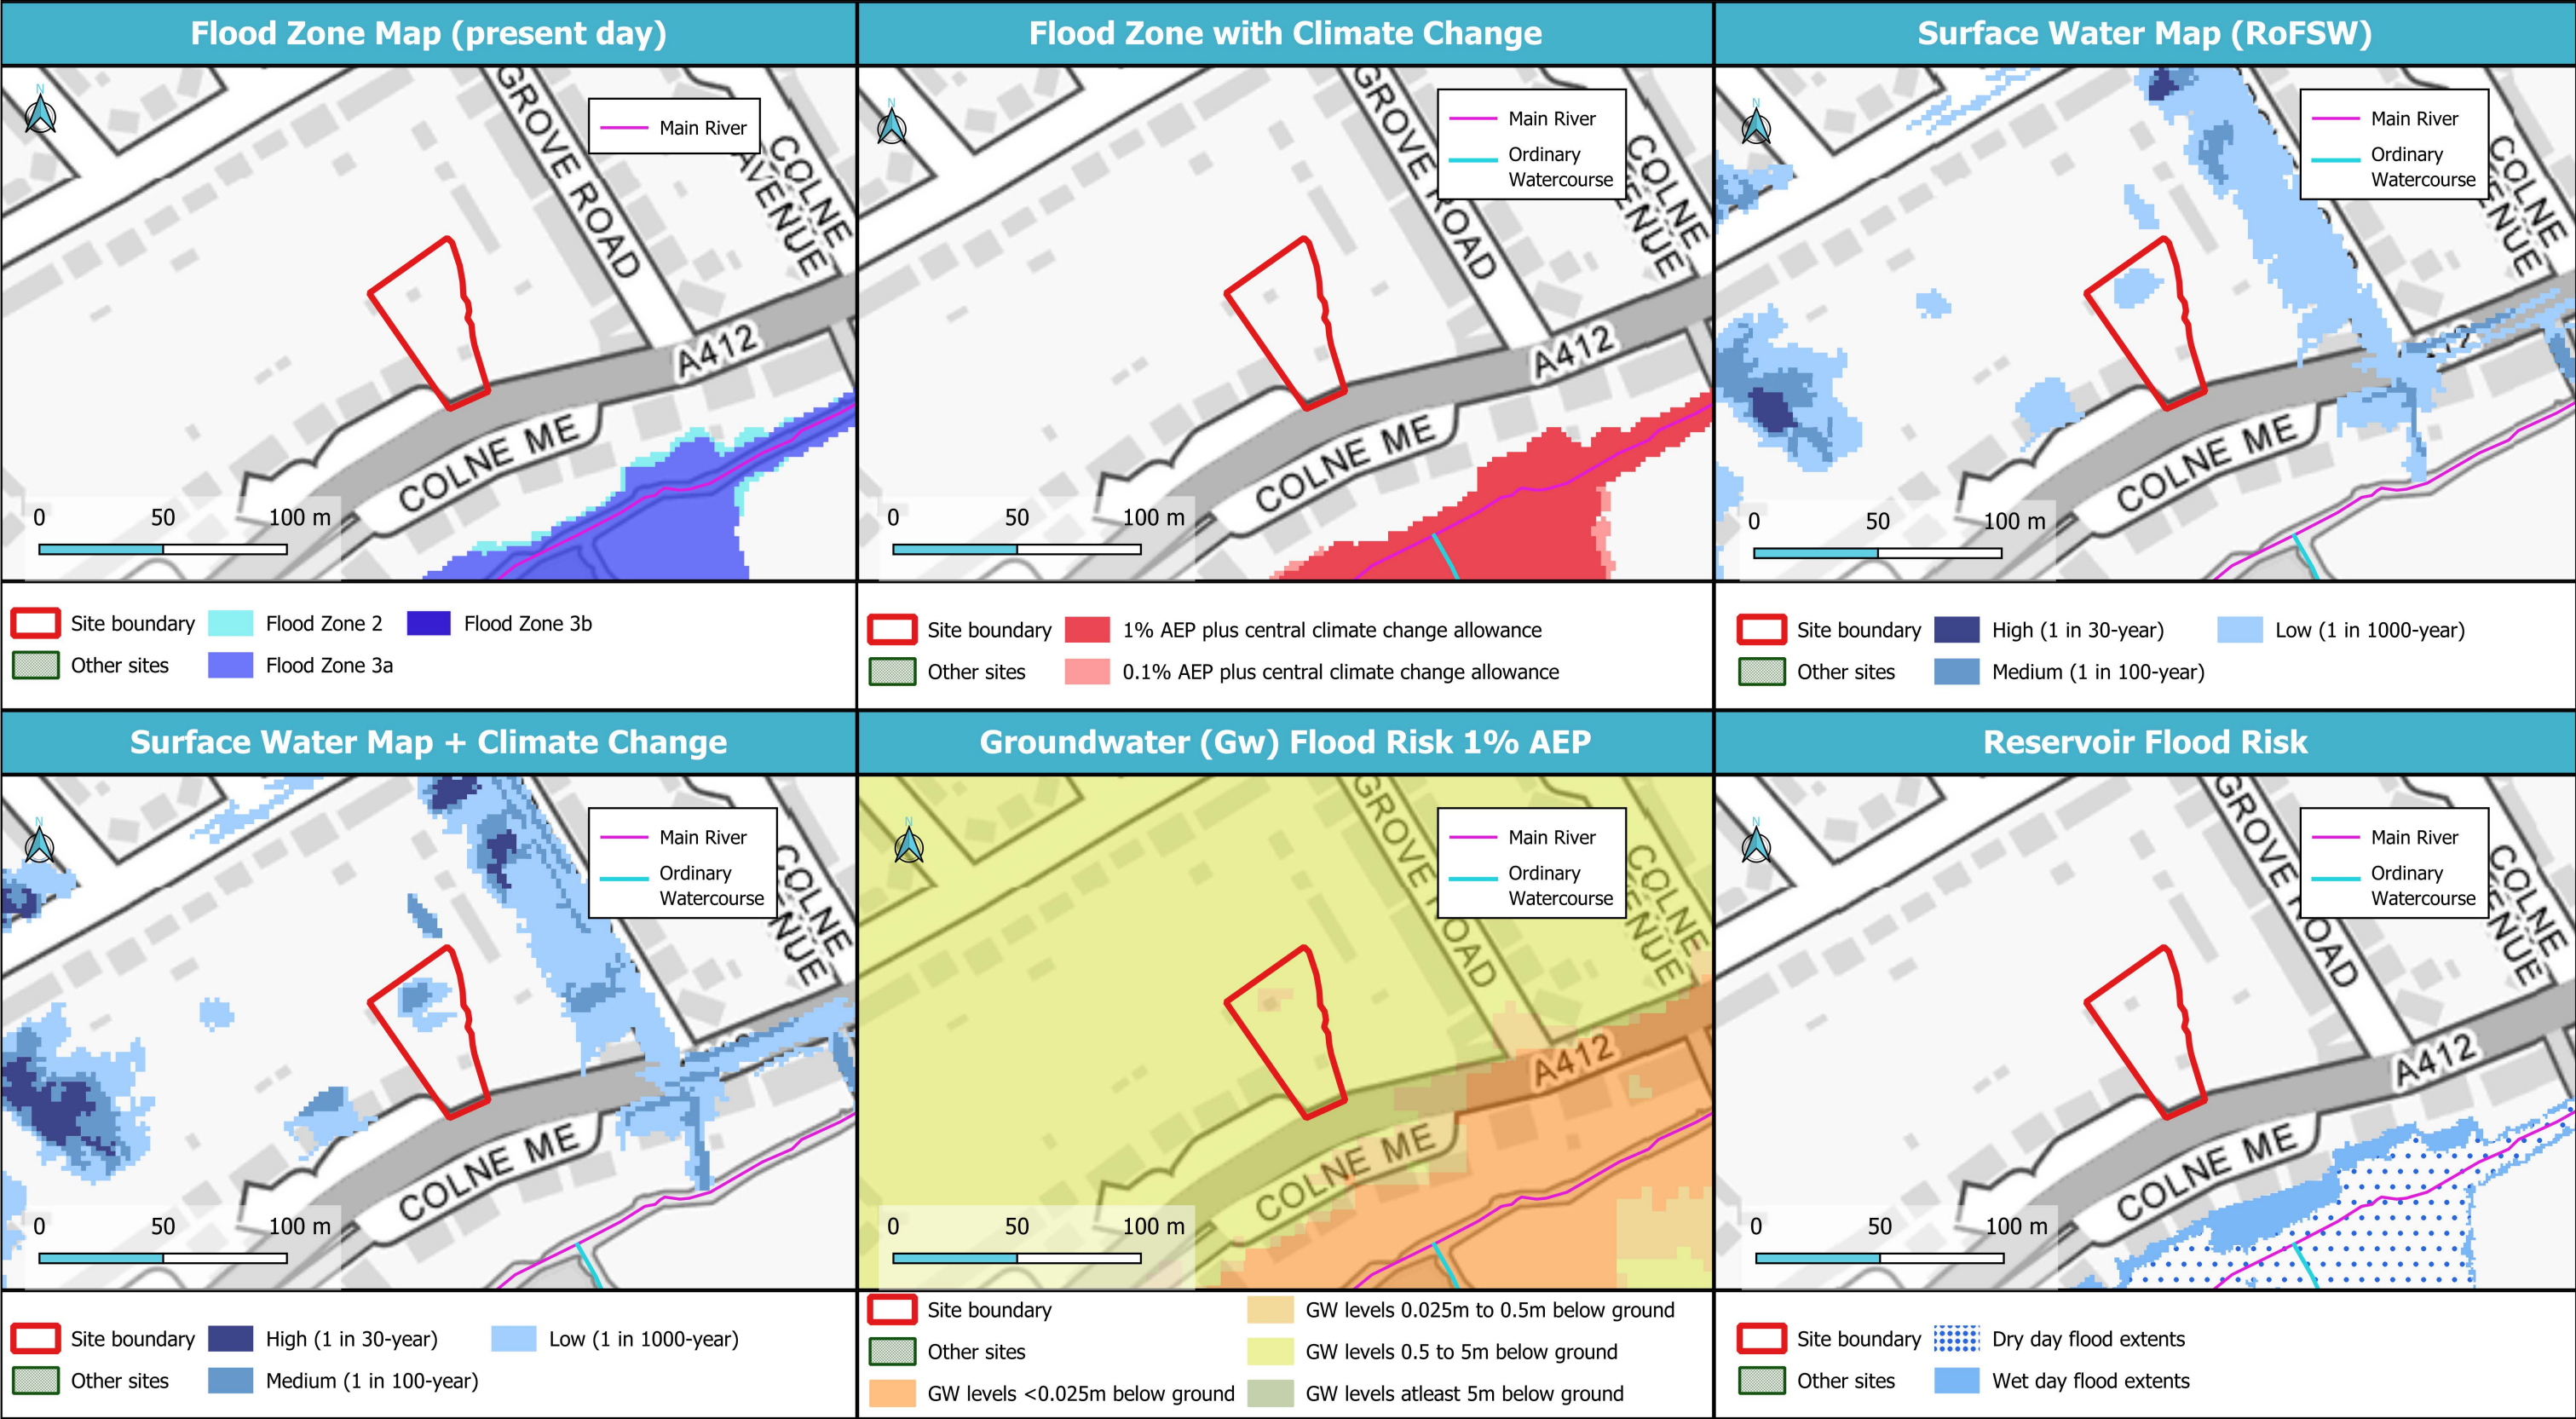 Flood Zone Map (present day)
N
GROVE ROAD
COLNE
AVENUE
Main River
A412
COLNE ME
0 50 100 m
Site boundary
Flood Zone 2
Flood Zone 3b
Other sites
Flood Zone 3a
Flood Zone with Climate Change
N
GROVE ROAD
COLNE
ENUE
Main River
Ordinary
Watercourse
A412
COLNE ME
0 50 100 m
Site boundary
1% AEP plus central climate change allowance
Other sites
0.1% AEP plus central climate change allowance
Surface Water Map (RoFSW)
N
COLNE
ENUE
Main River
Ordinary
Watercourse
COLNE ME
0 50 100 m
Site boundary
High (1 in 30-year)
Low (1 in 1000-year)
Other sites
Medium (1 in 100-year)
Surface Water Map + Climate Change
N
COLNE
NUE
Main River
Ordinary
Watercourse
COLNE ME
0 50 100 m
Site boundary
High (1 in 30-year)
Low (1 in 1000-year)
Other sites
Medium (1 in 100-year)
Groundwater (Gw) Flood Risk 1% AEP
N
GROVE ROAD
COLNE
ENUE
Main River
Ordinary
Watercourse
A412
COLNE ME
0 50 100 m
Site boundary
GW levels 0.025m to 0.5m below ground
Other sites
GW levels 0.5 to 5m below ground
GW levels <0.025m below ground
GW levels atleast 5m below ground
Reservoir Flood Risk
N
GROVE ROAD
COLNE
ENUE
Main River
Ordinary
Watercourse
A412
COLNE ME
0 50 100 m
Site boundary
Dry day flood extents
Other sites
Wet day flood extents